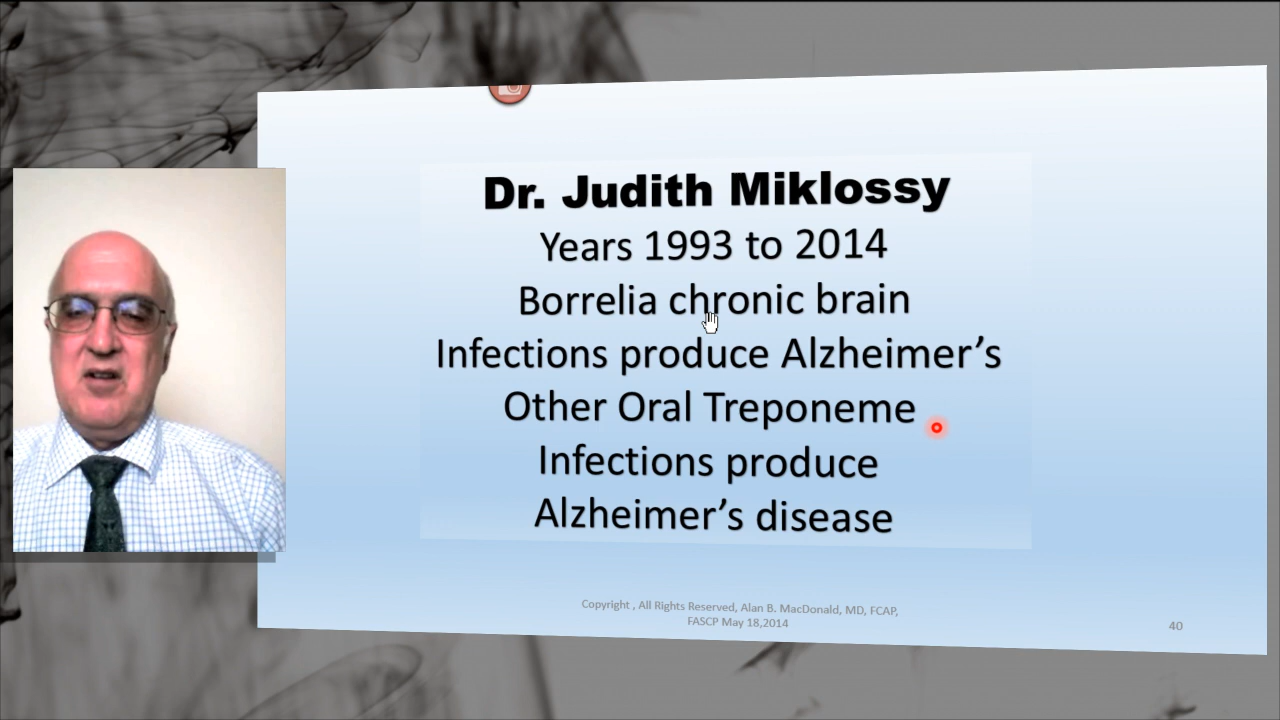 Dr. Judith Miklossy
Years 1993 to 2014
Borrelia chronic brain
Infections produce Alzheimer's
Other Oral Treponeme
Infections produce
Alzheimer's disease
Copyright , All Rights Reserved, Alan B. MacDonald, MD, FCAP,
FASCP May 18,2014
40